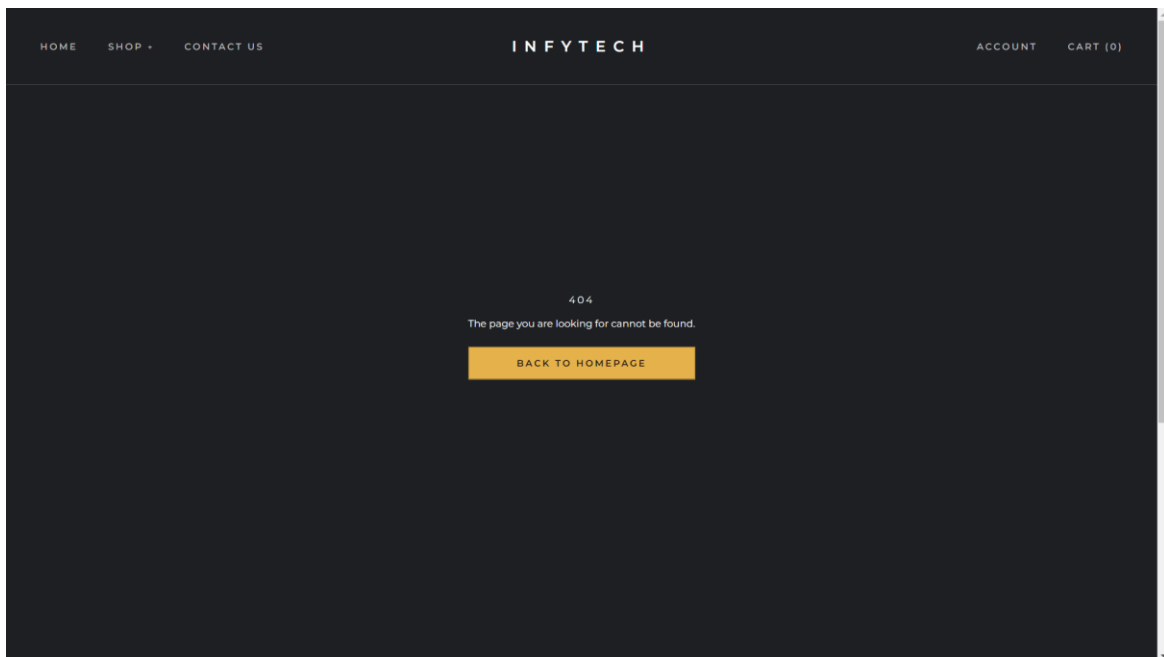 HOME SHOP + CONTACT US INFYTECH ACCOUNT CART (0)
404
The page you are looking for cannot be found.
BACK TO HOMEPAGE